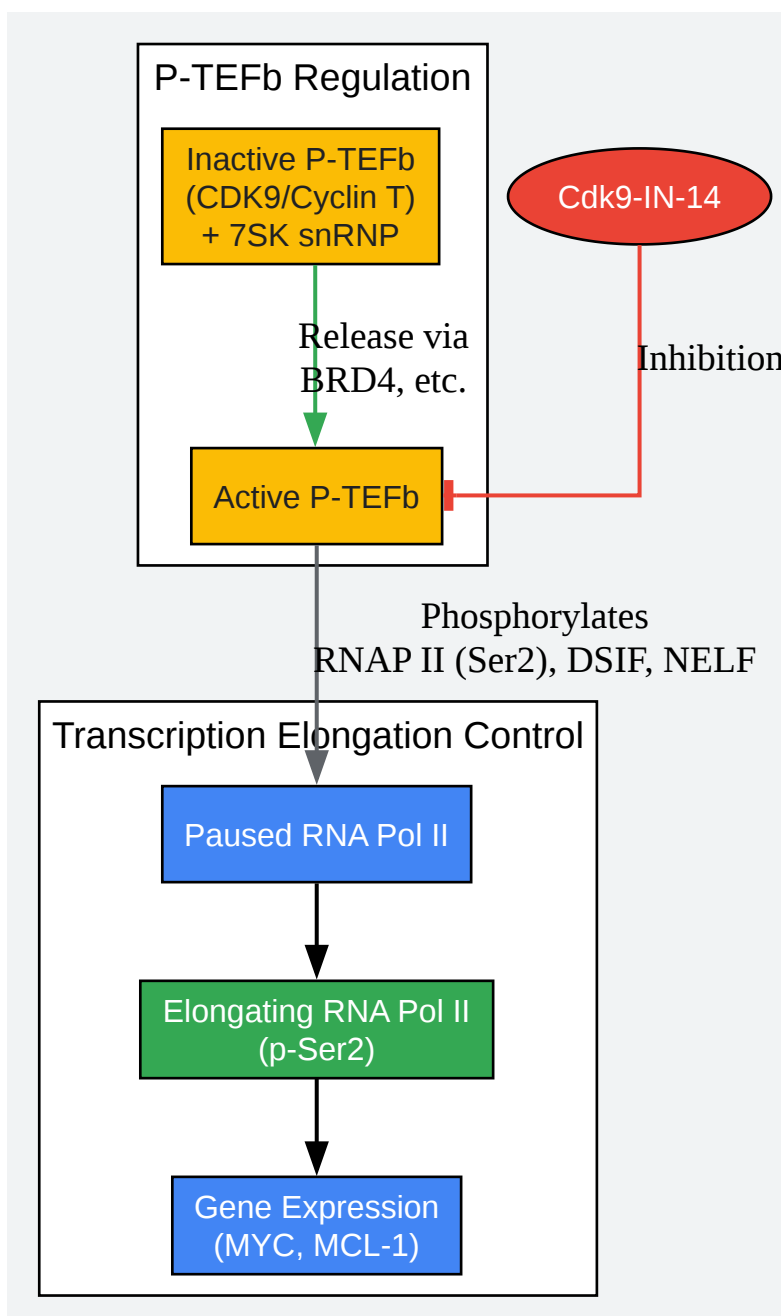 P-TEFb Regulation
Inactive P-TEFb
(CDK9/Cyclin T)
+ 7SK snRNP
Cdk9-IN-14
Release via
BRD4, etc.
Inhibition
Active P-TEFb
Phosphorylates
RNAP II (Ser2), DSIF, NELF
Transcription Elongation Control
Paused RNA Pol II
Elongating RNA Pol II
(p-Ser2)
Gene Expression
(MYC, MCL-1)